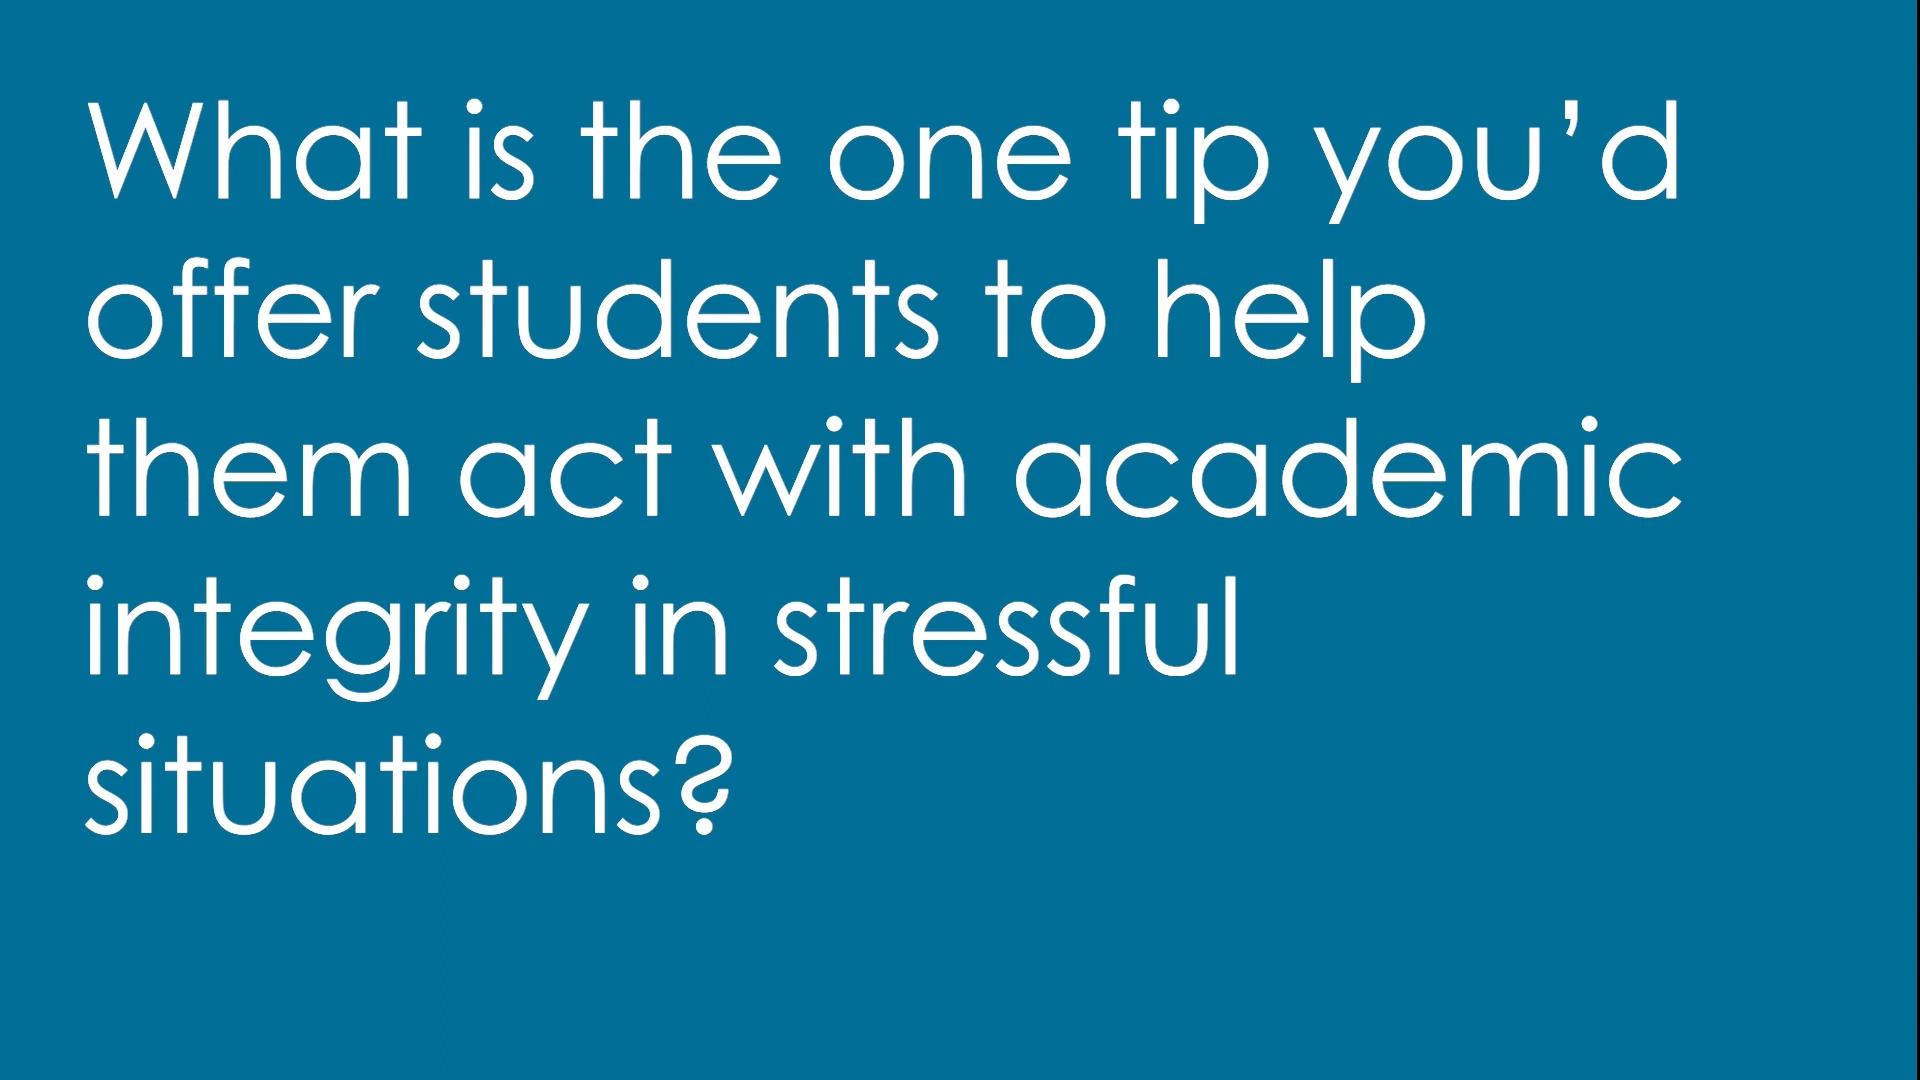 What is the one tip you’d
offer students to help
them act with academic
integrity in stressful
situations?